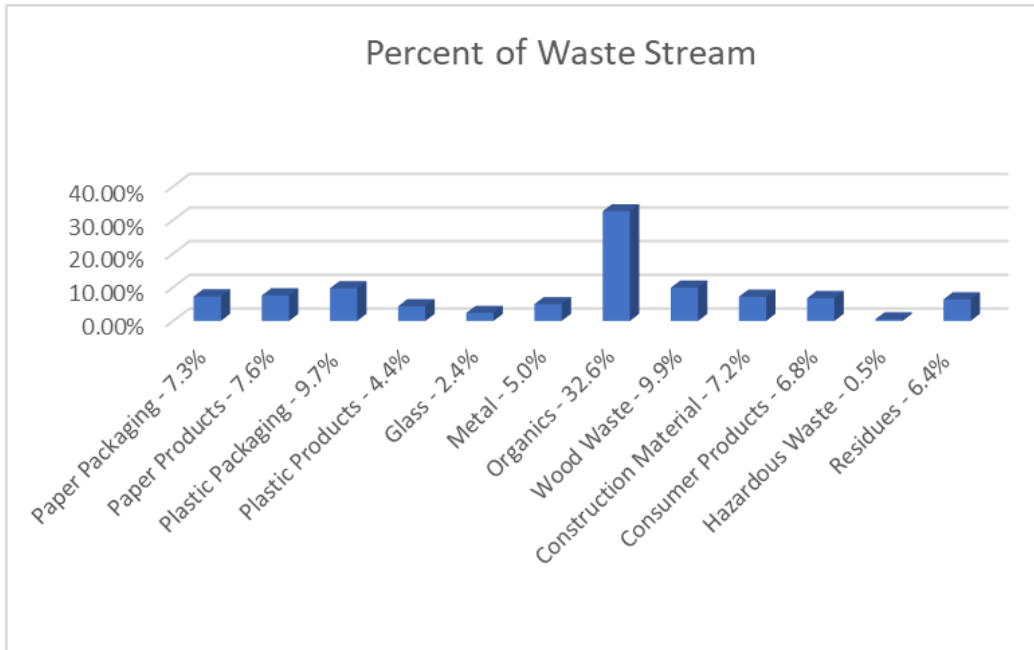 Percent of Waste Stream
40.00%
30.00%
20.00%
10.00%
0.00%
Paper Packaging - 7.3%
Paper Products - 7.6%
Plastic Packaging - 9.7%
Plastic Products - 4.4%
Glass - 2.4%
Metal - 5.0%
Organics - 32.6%
Wood Waste - 9.9%
Construction Material - 7.2%
Consumer Products - 6.8%
Hazardous Waste - 0.5%
Residues - 6.4%